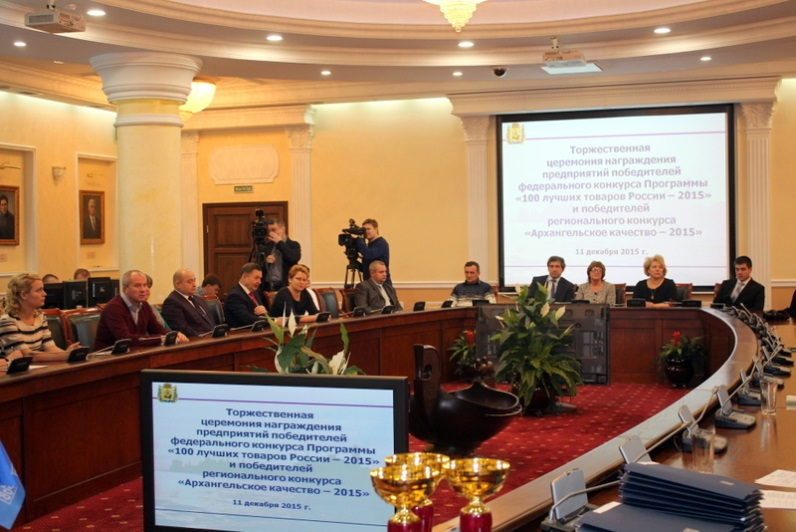 Торжественная
церемония награждения
предприятий победителей
федерального конкурса Программы
«100 лучших товаров России – 2015»
и победителей
регионального конкурса
«Архангельское качество – 2015»
11 декабря 2015 г.
Торжественная
церемония награждения
предприятий победителей
федерального конкурса Программы
«100 лучших товаров России – 2015»
и победителей
регионального конкурса
«Архангельское качество – 2015»
11 декабря 2015 г.